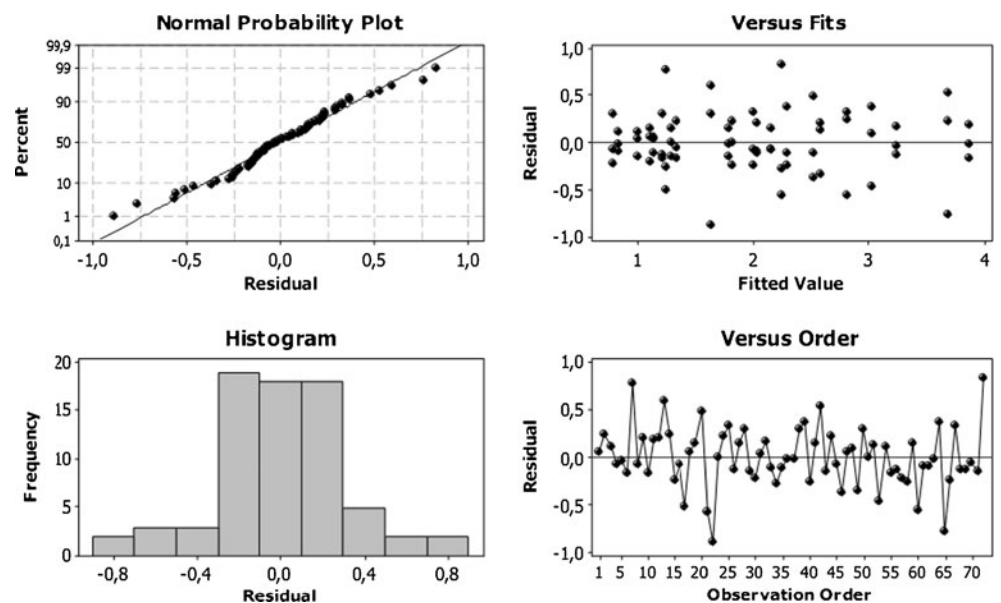 Normal Probability Plot
99,9
99
90
50
10
1
0,1
Percent
-1,0 -0,5 0,0 0,5 1,0
Residual
Versus Fits
1,0
0,5
0,0
-0,5
-1,0
Residual
1 2 3 4
Fitted Value
Histogram
20
15
10
5
0
Frequency
-0,8 -0,4 0,0 0,4 0,8
Residual
Versus Order
1,0
0,5
0,0
-0,5
-1,0
Residual
1 5 10 15 20 25 30 35 40 45 50 55 60 65 70
Observation Order